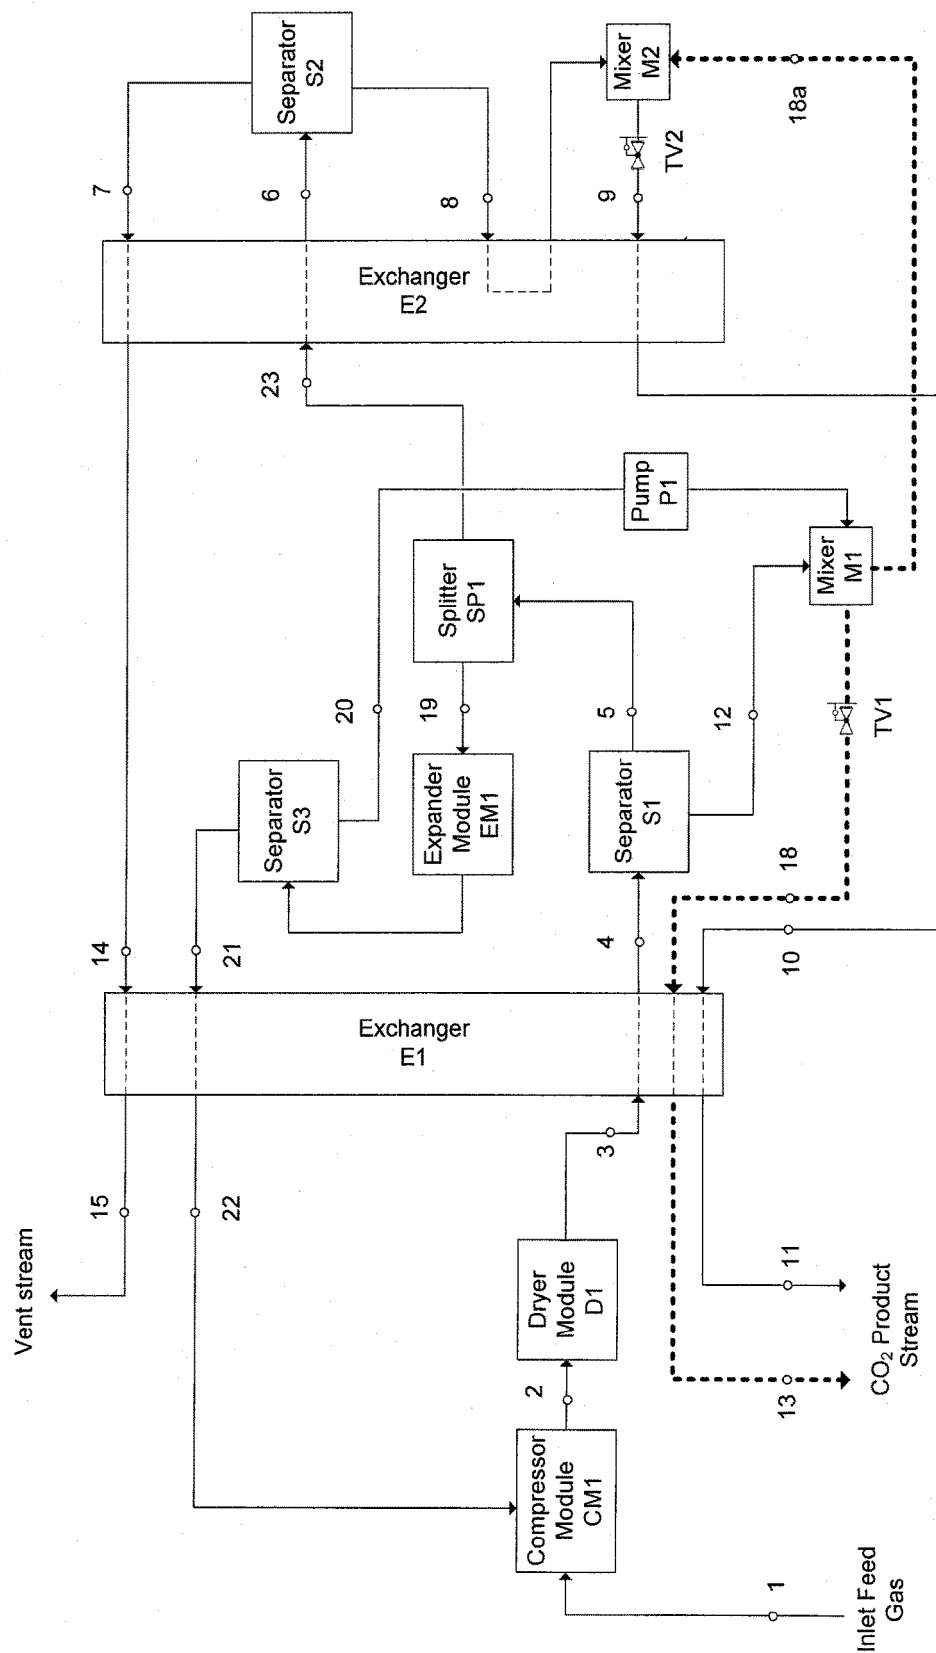 Vent stream
15
22
14
21
7
6
8
9
23
Separator
S2
Mixer
M2
18a
TV2
Exchanger
E2
Pump
P1
Mixer
M1
Splitter
SP1
20
19
5
12
Separator
S3
Expander
Module
EM1
Separator
S1
TV1
4
18
10
Exchanger
E1
3
Dryer
Module
D1
2
Compressor
Module
CM1
1
Inlet Feed
Gas
11
13
CO₂ Product
Stream